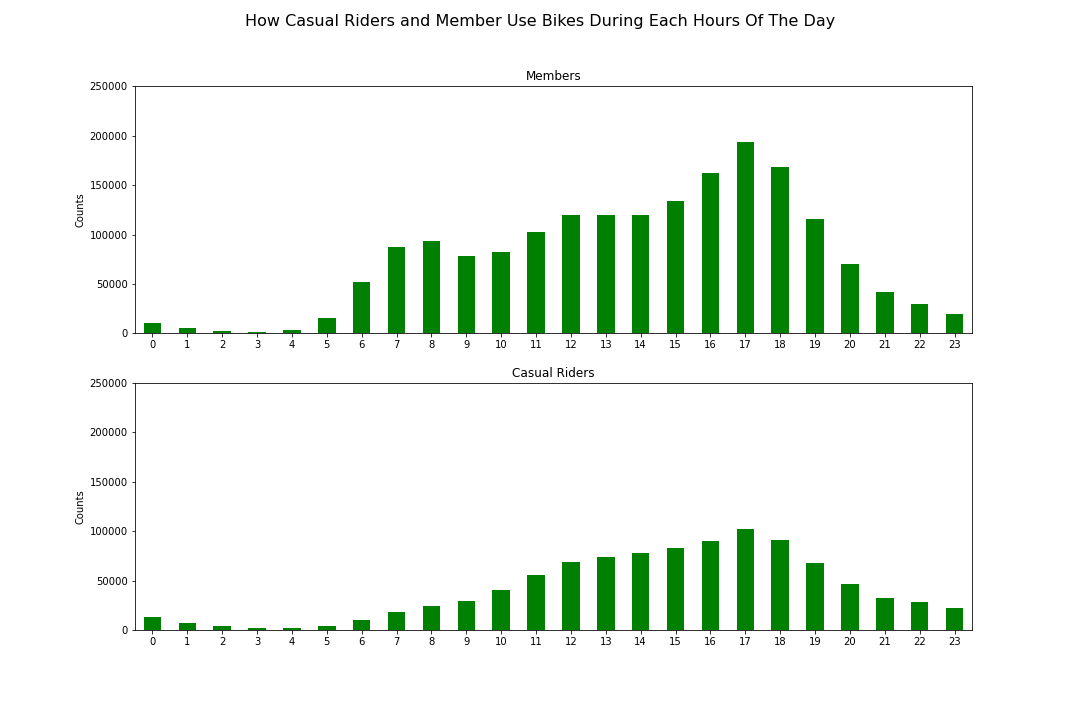 How Casual Riders and Member Use Bikes During Each Hours Of The Day
Members
250000
200000
150000
100000
50000
0
Counts
0 1 2 3 4 5 6 7 8 9 10 11 12 13 14 15 16 17 18 19 20 21 22 23
Casual Riders
250000
200000
150000
100000
50000
0
Counts
0 1 2 3 4 5 6 7 8 9 10 11 12 13 14 15 16 17 18 19 20 21 22 23